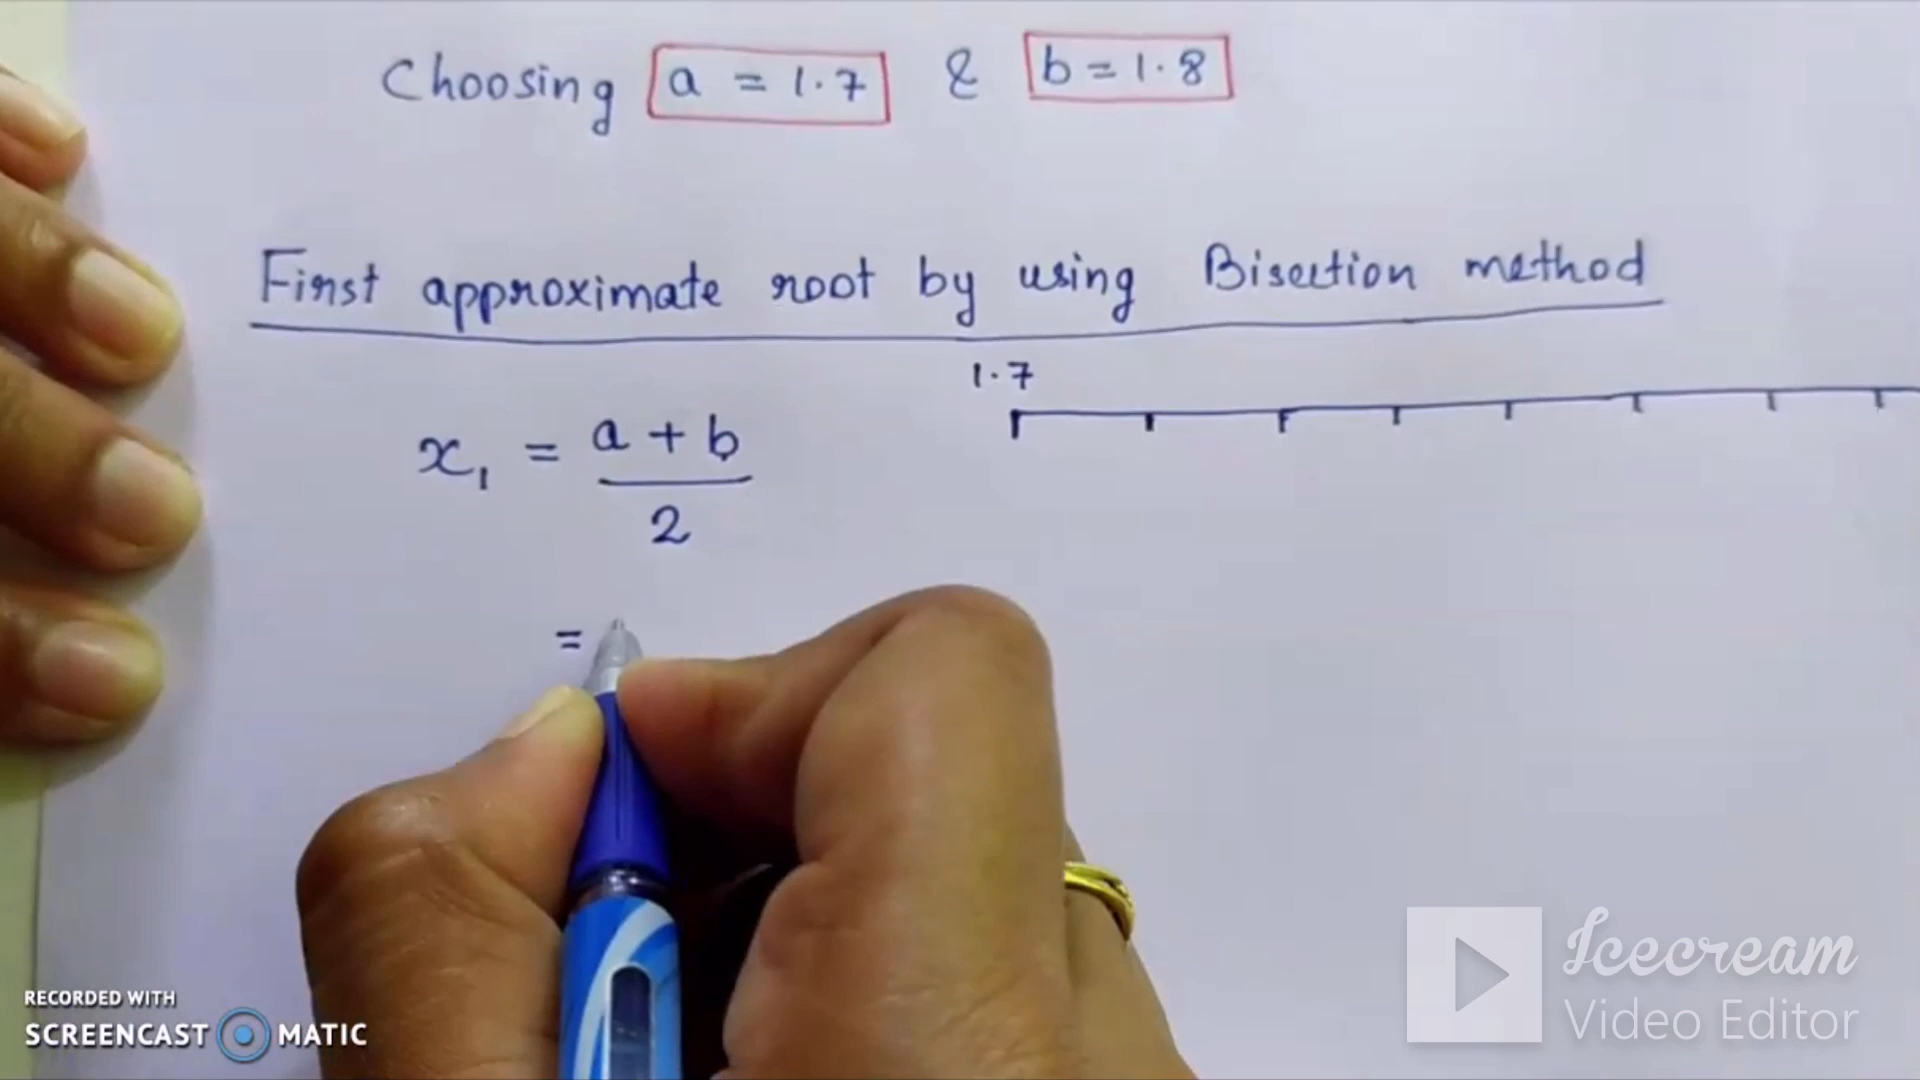 Choosing a = 1.7 & b = 1.8
First approximate root by using Bisection method
1.7
x₁ = a + b
2
=
RECORDED WITH
SCREENCAST MATIC
Icecream
Video Editor